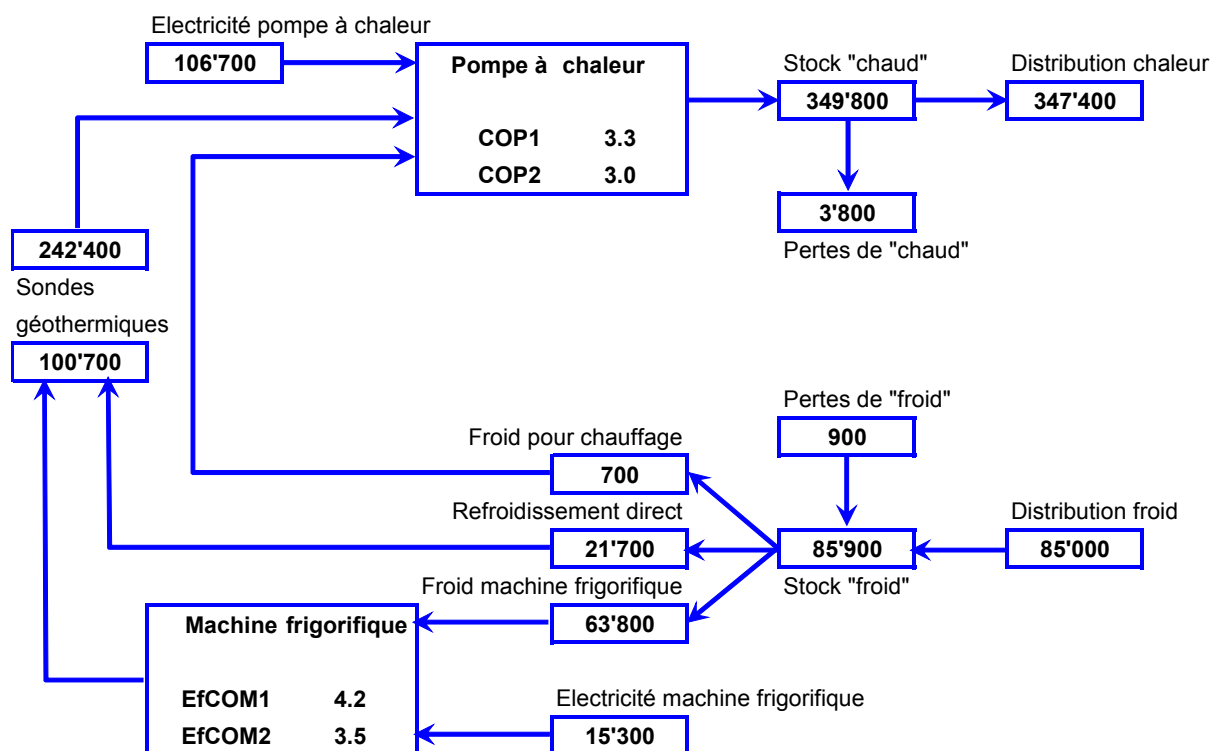 Electricité pompe à chaleur
106'700
Pompe à chaleur
COP1 3.3
COP2 3.0
Stock "chaud"
349'800
Distribution chaleur
347'400
3'800
Pertes de "chaud"
242'400
Sondes
géothermiques
100'700
Pertes de "froid"
900
Froid pour chauffage
700
Refroidissement direct
21'700
85'900
Stock "froid"
Distribution froid
85'000
Froid machine frigorifique
63'800
Machine frigorifique
EfCOM1 4.2
EfCOM2 3.5
Electricité machine frigorifique
15'300